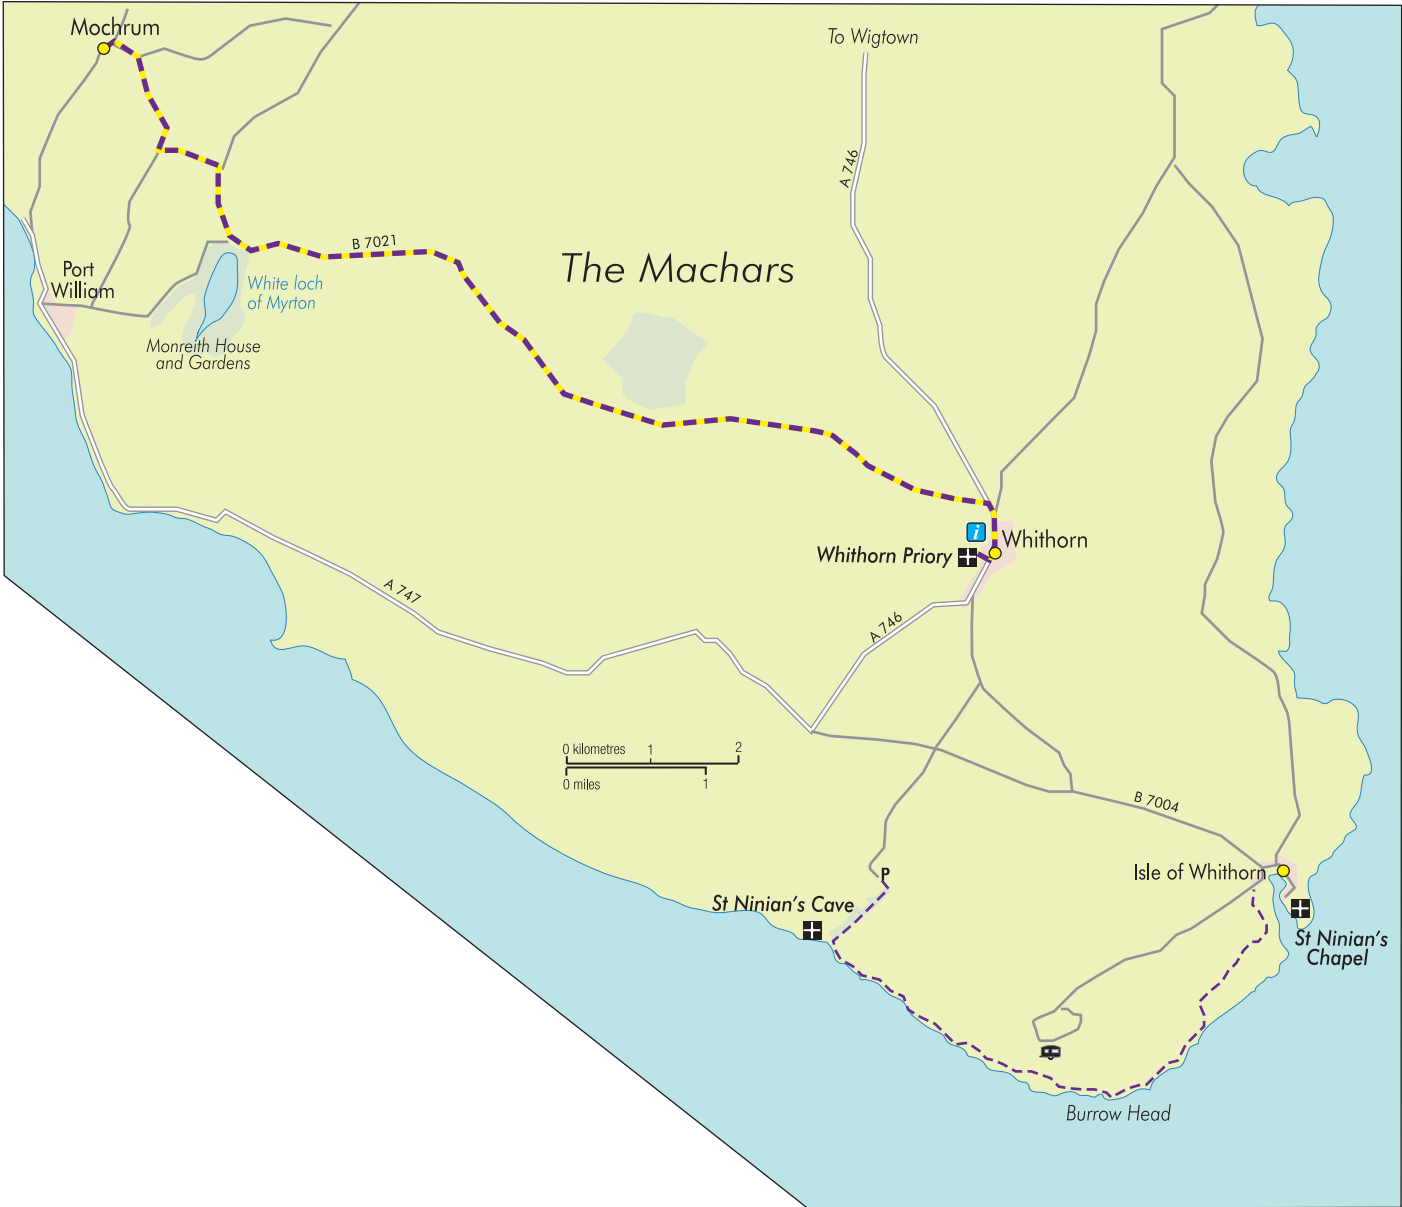 Mochrum
To Wigtown
A 746
B 7021
The Machars
Port
William
White loch
of Myrton
Monreith House
and Gardens
i
Whithorn
Whithorn Priory
A 747
A 746
0 kilometres 1 2
0 miles 1
B 7004
P
Isle of Whithorn
St Ninian's Cave
St Ninian's
Chapel
Burrow Head